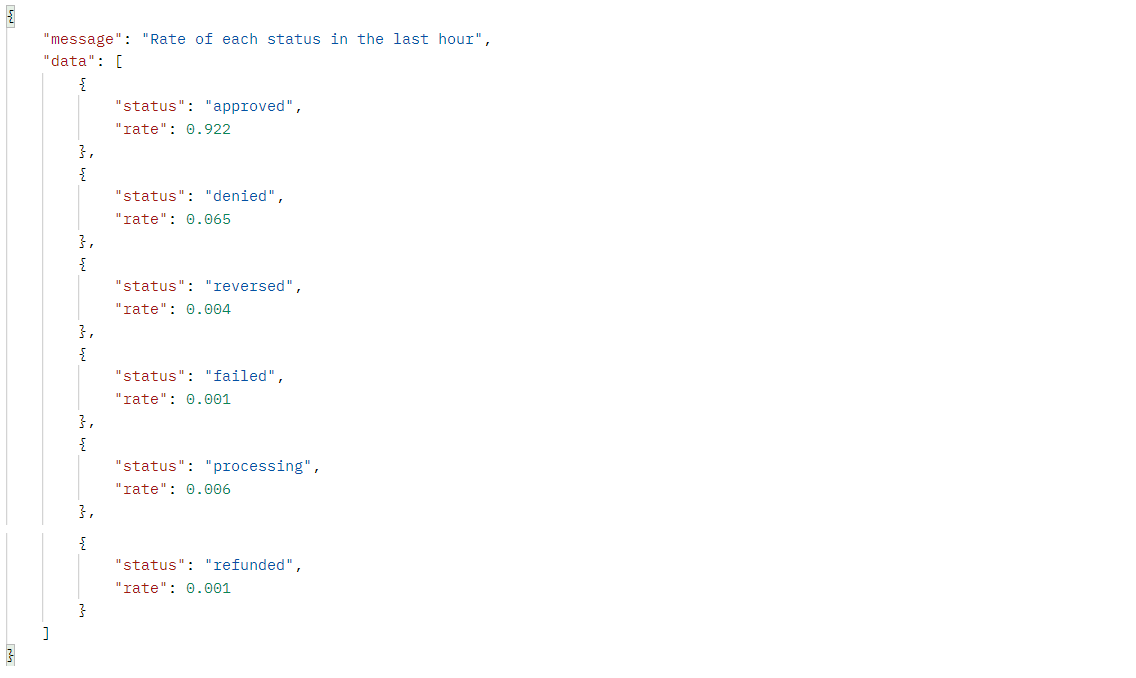 {
    "message": "Rate of each status in the last hour",
    "data": [
        {
            "status": "approved",
            "rate": 0.922
        },
        {
            "status": "denied",
            "rate": 0.065
        },
        {
            "status": "reversed",
            "rate": 0.004
        },
        {
            "status": "failed",
            "rate": 0.001
        },
        {
            "status": "processing",
            "rate": 0.006
        },
        {
            "status": "refunded",
            "rate": 0.001
        }
    ]
}